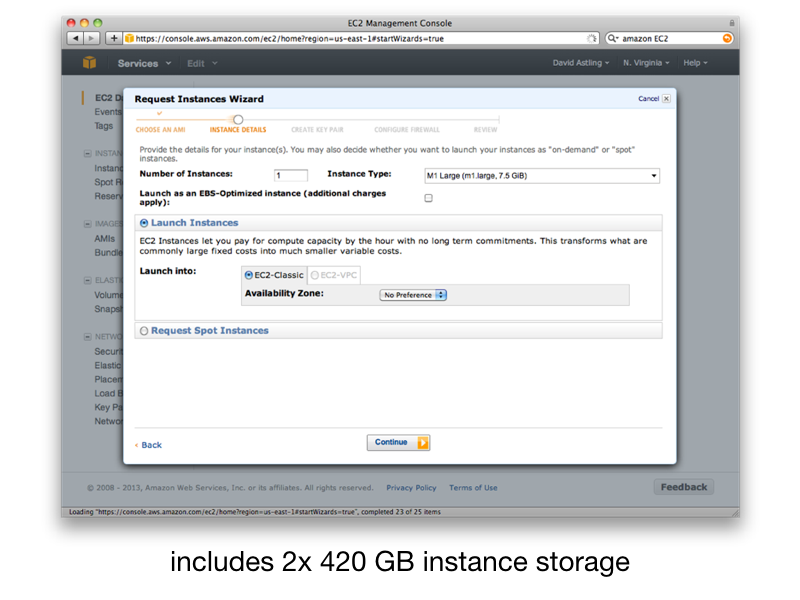 EC2 Management Console
https://console.aws.amazon.com/ec2/home?region=us-east-1#startWizards=true
amazon EC2
Services
Edit
David Astling
N. Virginia
Help
EC2 D
Events
Tags
INSTAN
Instanc
Spot R
Reserv
IMAGES
AMIs
Bundle
ELASTI
Volume
Snapsh
NETWO
Securit
Elastic
Placem
Load B
Key Pa
Networ
Request Instances Wizard
Cancel
CHOOSE AN AMI
INSTANCE DETAILS
CREATE KEY PAIR
CONFIGURE FIREWALL
REVIEW
Provide the details for your instance(s). You may also decide whether you want to launch your instances as "on-demand" or "spot"
instances.
Number of Instances:
1
Instance Type:
M1 Large (m1.large, 7.5 GiB)
Launch as an EBS-Optimized instance (additional charges
apply):
Launch Instances
EC2 Instances let you pay for compute capacity by the hour with no long term commitments. This transforms what are
commonly large fixed costs into much smaller variable costs.
Launch into:
EC2-Classic
EC2-VPC
Availability Zone:
No Preference
Request Spot Instances
Back
Continue
© 2008 - 2013, Amazon Web Services, Inc. or its affiliates. All rights reserved.
Privacy Policy
Terms of Use
Feedback
Loading "https://console.aws.amazon.com/ec2/home?region=us-east-1#startWizards=true", completed 23 of 25 items
includes 2x 420 GB instance storage